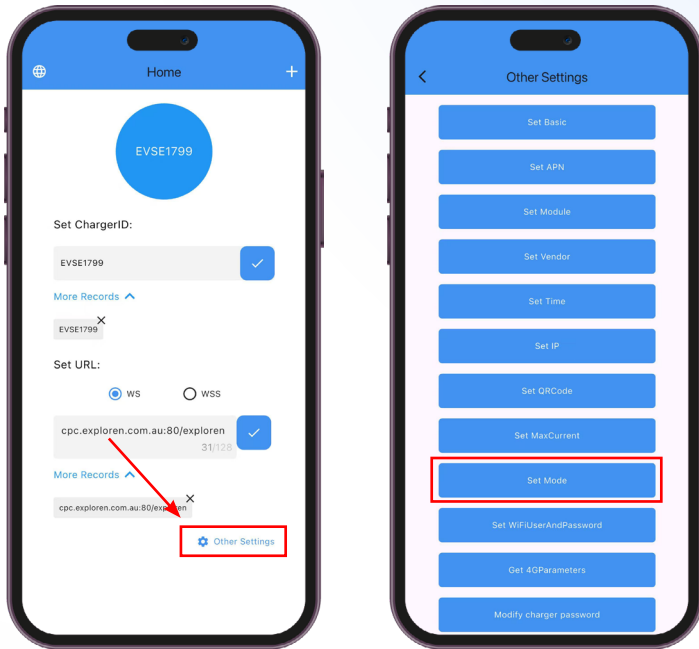 Home
+
EVSE1799
Set ChargerID:
EVSE1799
More Records
EVSE1799
Set URL:
WS
WSS
cpc.exploren.com.au:80/exploren
31/128
More Records
cpc.exploren.com.au:80/exploren
Other Settings
Other Settings
Set Basic
Set APN
Set Module
Set Vendor
Set Time
Set IP
Set QRCode
Set MaxCurrent
Set Mode
Set WiFiUserAndPassword
Get 4GParameters
Modify charger password